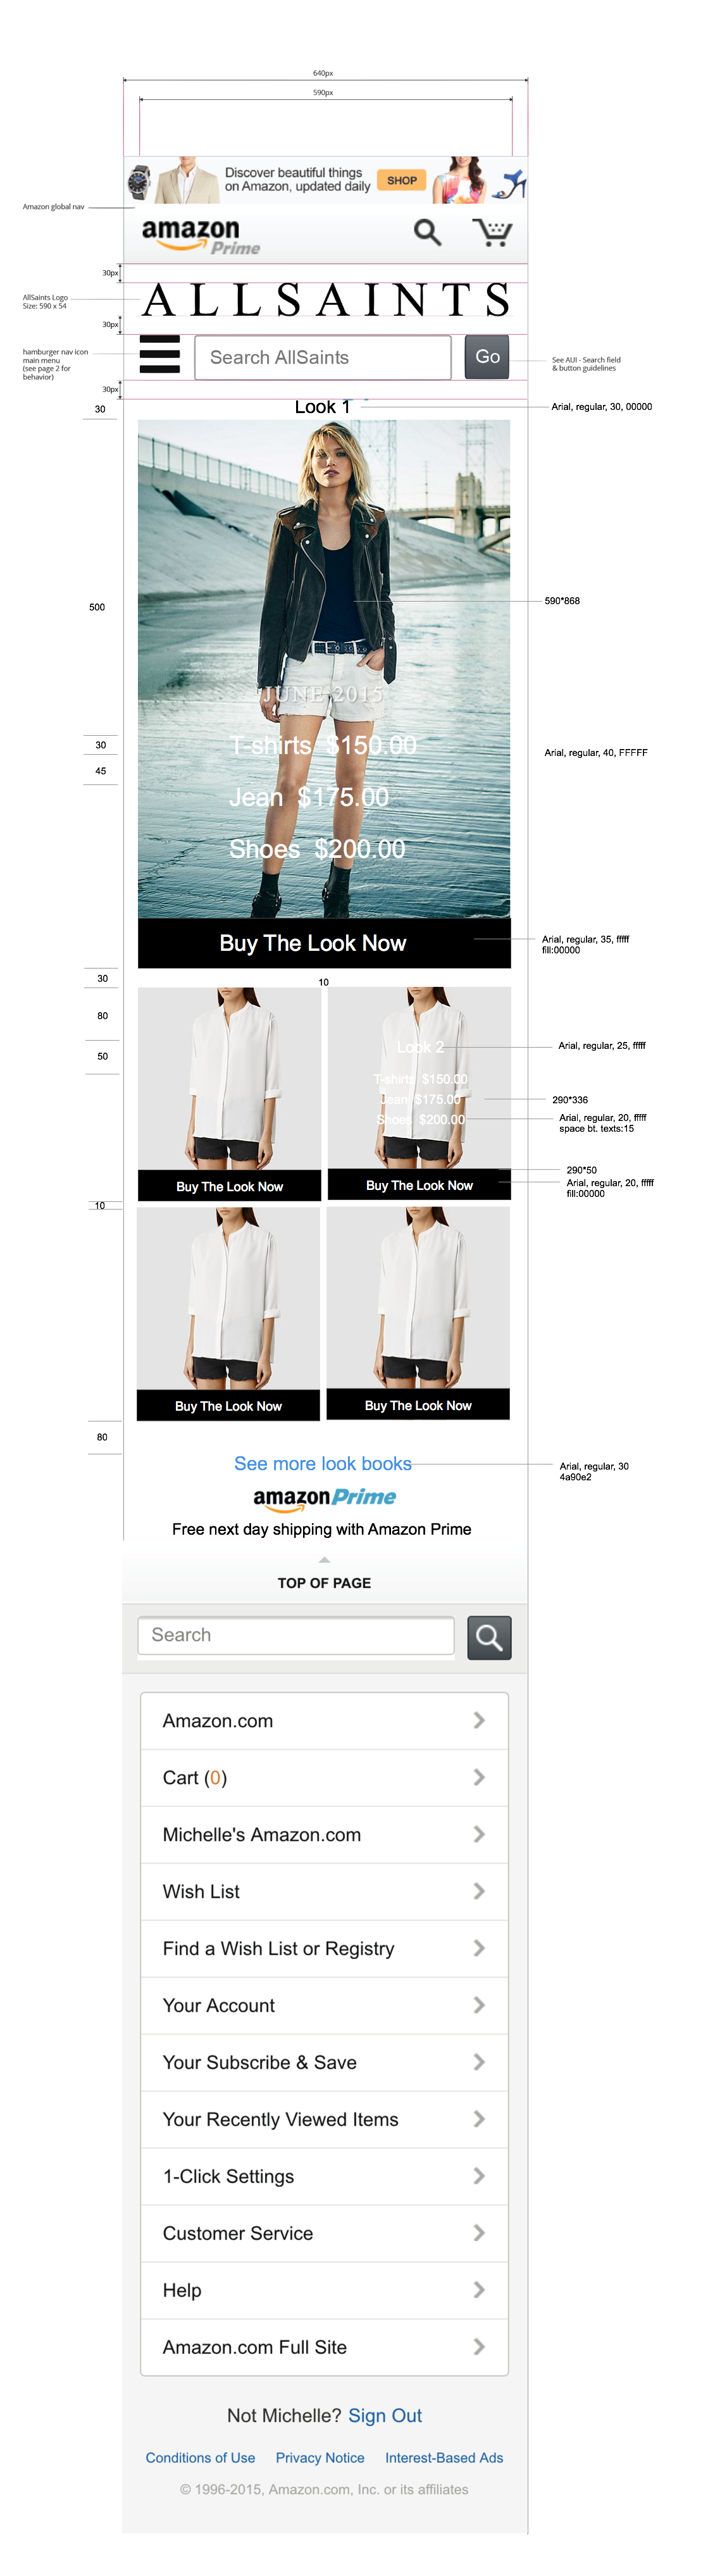 640px
590px
Discover beautiful things
on Amazon, updated daily
SHOP
Amazon global nav
amazon
Prime
30px
AllSaints Logo
Size: 590 x 54
ALLSAINTS
30px
hamburger nav icon
main menu
(see page 2 for
behavior)
Search AllSaints
Go
See AUI - Search field
& button guidelines
30px
30
Look 1
Arial, regular, 30, 00000
500
590*868
JUNE 2015
30
T-shirts $150.00
Arial, regular, 40, FFFFF
45
Jean $175.00
Shoes $200.00
Buy The Look Now
Arial, regular, 35, fffff
fill:00000
30
10
80
Look 2
Arial, regular, 25, fffff
50
T-shirts $150.00
Jean $175.00
290*336
Shoes $200.00
Arial, regular, 20, fffff
space bt. texts:15
290*50
Buy The Look Now
Buy The Look Now
Arial, regular, 20, fffff
fill:00000
10
Buy The Look Now
Buy The Look Now
80
See more look books
Arial, regular, 30
4a90e2
amazonPrime
Free next day shipping with Amazon Prime
TOP OF PAGE
Search
Amazon.com
Cart (0)
Michelle's Amazon.com
Wish List
Find a Wish List or Registry
Your Account
Your Subscribe & Save
Your Recently Viewed Items
1-Click Settings
Customer Service
Help
Amazon.com Full Site
Not Michelle? Sign Out
Conditions of Use Privacy Notice Interest-Based Ads
© 1996-2015, Amazon.com, Inc. or its affiliates